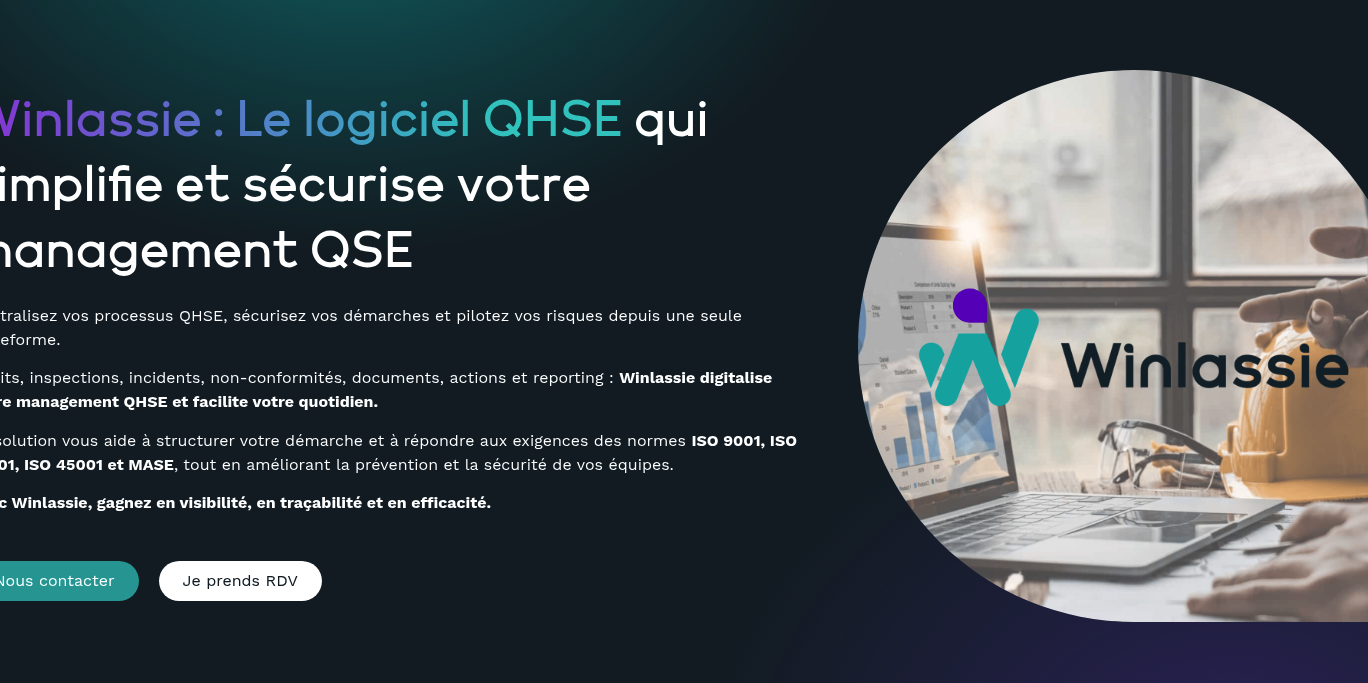 Winlassie : Le logiciel QHSE qui
implifie et sécurise votre
management QSE
tralisez vos processus QHSE, sécurisez vos démarches et pilotez vos risques depuis une seule
eforme.
its, inspections, incidents, non-conformités, documents, actions et reporting : Winlassie digitalise
re management QHSE et facilite votre quotidien.
solution vous aide à structurer votre démarche et à répondre aux exigences des normes ISO 9001, ISO
01, ISO 45001 et MASE, tout en améliorant la prévention et la sécurité de vos équipes.
c Winlassie, gagnez en visibilité, en traçabilité et en efficacité.
Nous contacter
Je prends RDV
Winlassie